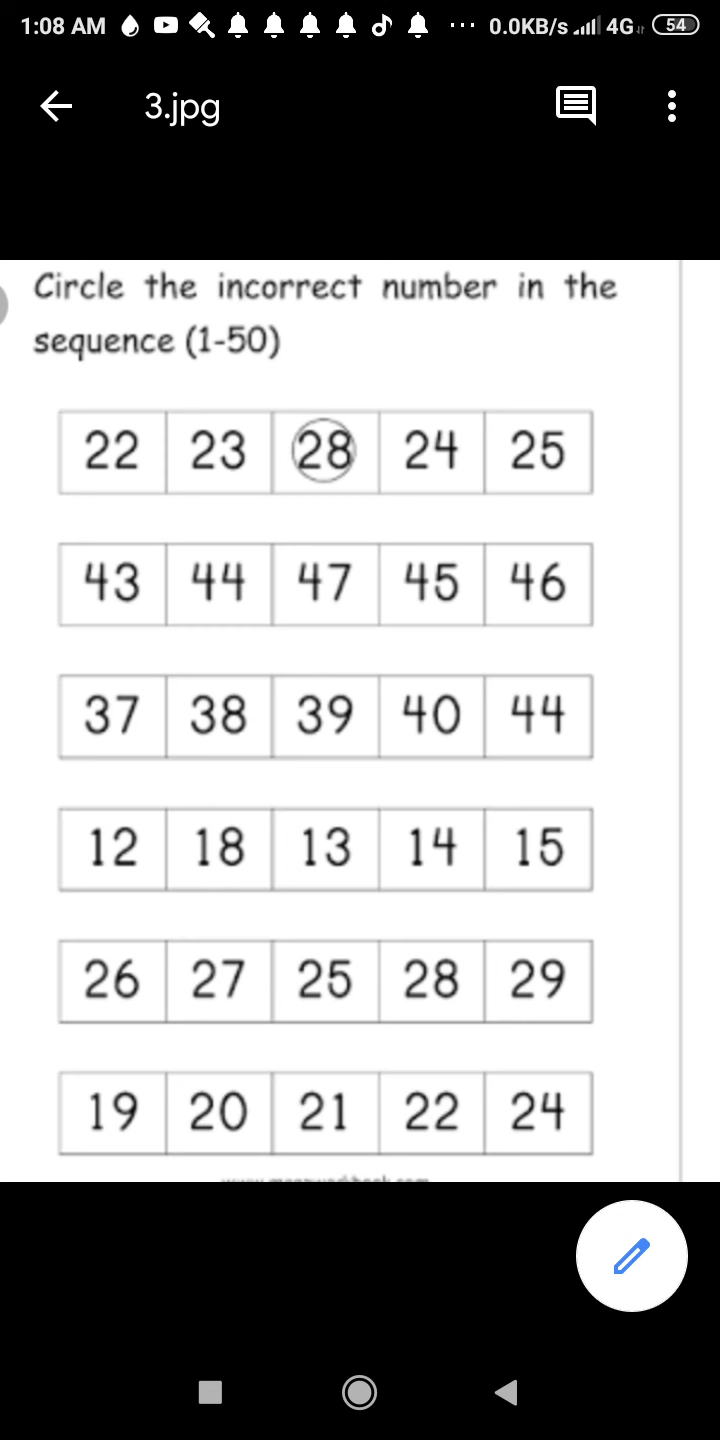 1:08 AM ... 0.0KB/s 4G 54
3.jpg
Circle the incorrect number in the
sequence (1-50)
22 23 28 24 25
43 44 47 45 46
37 38 39 40 44
12 18 13 14 15
26 27 25 28 29
19 20 21 22 24